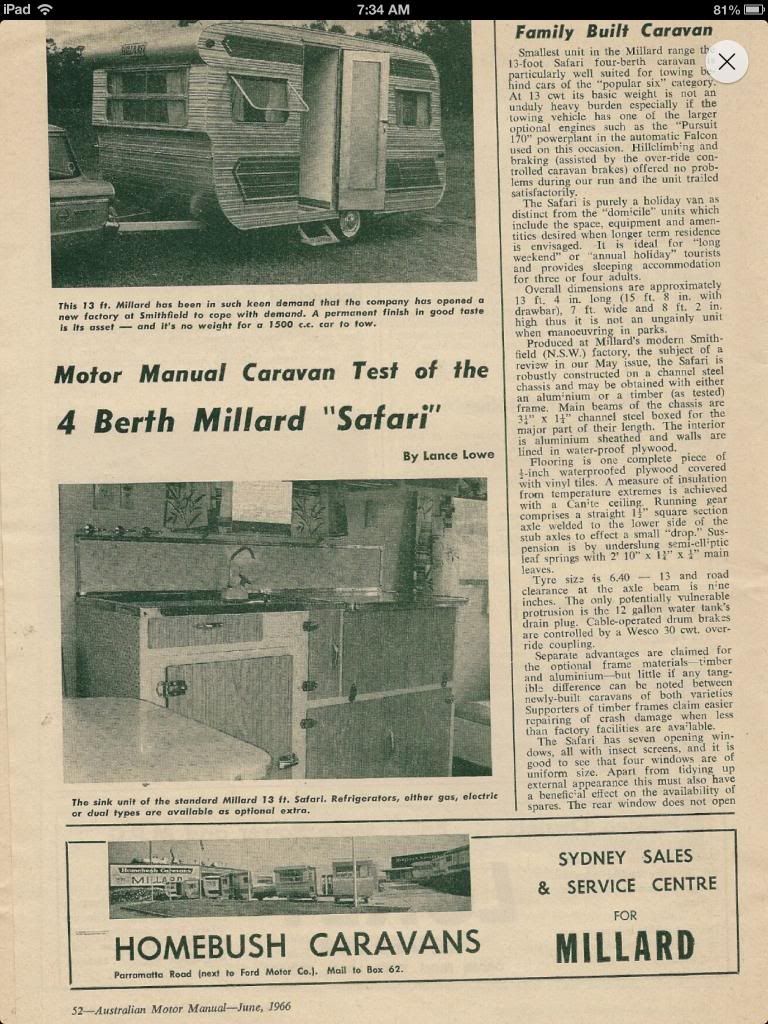 iPad
7:34 AM
81%
This 13 ft. Millard has been in such keen demand that the company has opened a
new factory at Smithfield to cope with demand. A permanent finish in good taste
is its asset — and it's no weight for a 1500 c.c. car to tow.
Motor Manual Caravan Test of the
4 Berth Millard "Safari"
By Lance Lowe
The sink unit of the standard Millard 13 ft. Safari. Refrigerators, either gas, electric
or dual types are available as optional extra.
Family Built Caravan
Smallest unit in the Millard range the
13-foot Safari four-berth caravan
particularly well suited for towing be-
hind cars of the "popular six" category.
At 13 cwt its basic weight is not an
unduly heavy burden especially if the
towing vehicle has one of the larger
optional engines such as the "Pursuit
170" powerplant in the automatic Falcon
used on this occasion. Hillclimbing and
braking (assisted by the over-ride con-
trolled caravan brakes) offered no prob-
lems during our run and the unit trailed
satisfactorily.
The Safari is purely a holiday van as
distinct from the "domicile" units which
include the space, equipment and amen-
tities desired when longer term residence
is envisaged. It is ideal for "long
weekend" or "annual holiday" tourists
and provides sleeping accommodation
for three or four adults.
Overall dimensions are approximately
13 ft. 4 in. long (15 ft. 8 in. with
drawbar), 7 ft. wide and 8 ft. 2 in.
high thus it is not an ungainly unit
when manoeuvring in parks.
Produced at Millard's modern Smith-
field (N.S.W.) factory, the subject of a
review in our May issue, the Safari is
robustly constructed on a channel steel
chassis and may be obtained with either
an aluminium or a timber (as tested)
frame. Main beams of the chassis are
3¼" x 1½" channel steel boxed for the
major part of their length. The interior
is aluminium sheathed and walls are
lined in water-proof plywood.
Flooring is one complete piece of
½-inch waterproofed plywood covered
with vinyl tiles. A measure of insulation
from temperature extremes is achieved
with a Canite ceiling. Running gear
comprises a straight 1½" square section
axle welded to the lower side of the
stub axles to effect a small "drop." Sus-
pension is by underslung semi-elliptic
leaf springs with 2' 10" x 1¾" x ¼" main
leaves.
Tyre size is 6.40 — 13 and road
clearance at the axle beam is nine
inches. The only potentially vulnerable
protrusion is the 12 gallon water tank's
drain plug. Cable-operated drum brakes
are controlled by a Wesco 30 cwt. over-
ride coupling.
Separate advantages are claimed for
the optional frame materials—timber
and aluminium—but little if any tang-
ible difference can be noted between
newly-built caravans of both varieties
Supporters of timber frames claim easier
repairing of crash damage when less
than factory facilities are available.
The Safari has seven opening win-
dows, all with insect screens, and it is
good to see that four windows are of
uniform size. Apart from tidying up
external appearance this must also have
a beneficial effect on the availability of
spares. The rear window does not open
Homebush Caravans
MILLARD
HOMEBUSH CARAVANS
Parramatta Road (next to Ford Motor Co.). Mail to Box 62.
SYDNEY SALES
& SERVICE CENTRE
FOR
MILLARD
52—Australian Motor Manual—June, 1966